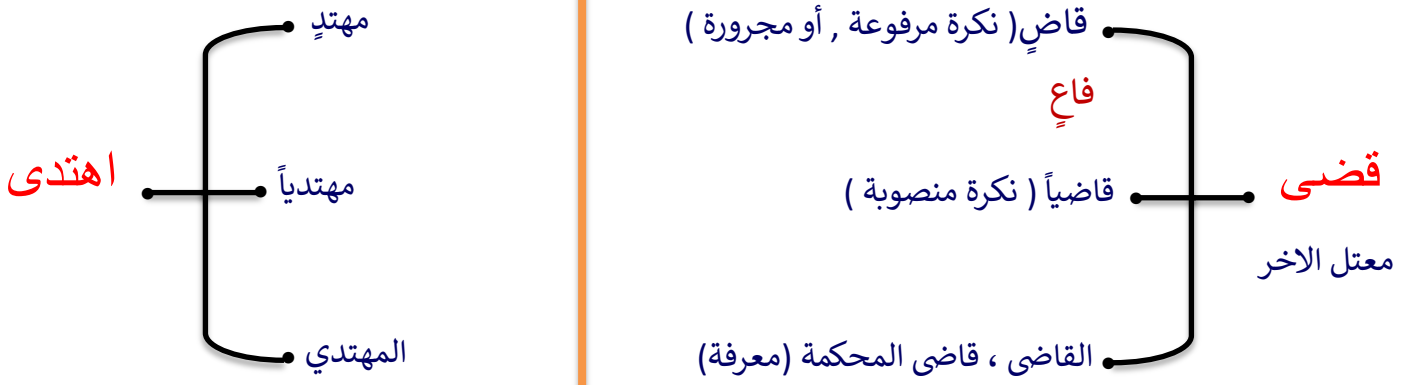 قاضٍ( نكرة مرفوعة , أو مجرورة )
فاعٍ
قضى
قاضياً ( نكرة منصوبة )
معتل الاخر
القاضى ، قاضى المحكمة (معرفة)
مهتدٍ
اهتدى
مهتدياً
المهتدي